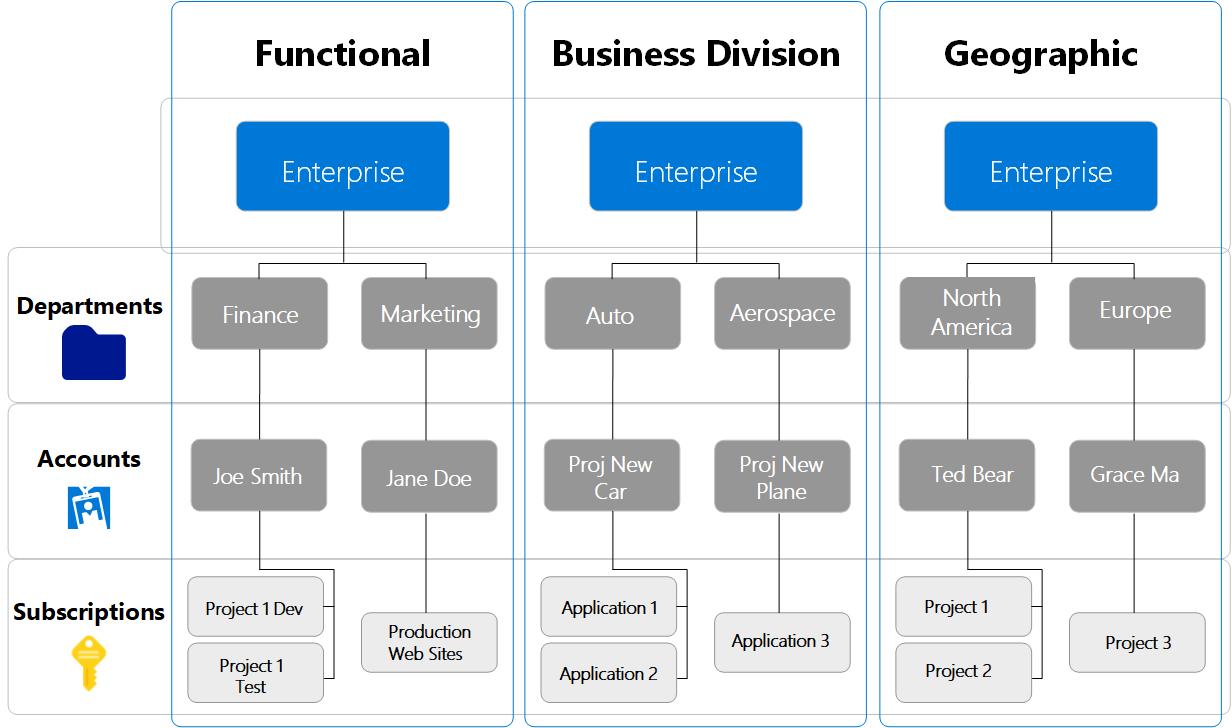 Functional
Business Division
Geographic
Enterprise
Enterprise
Enterprise
Departments
Finance
Marketing
Auto
Aerospace
North
America
Europe
Accounts
Joe Smith
Jane Doe
Proj New
Car
Proj New
Plane
Ted Bear
Grace Ma
Subscriptions
Project 1 Dev
Project 1
Test
Production
Web Sites
Application 1
Application 2
Application 3
Project 1
Project 2
Project 3